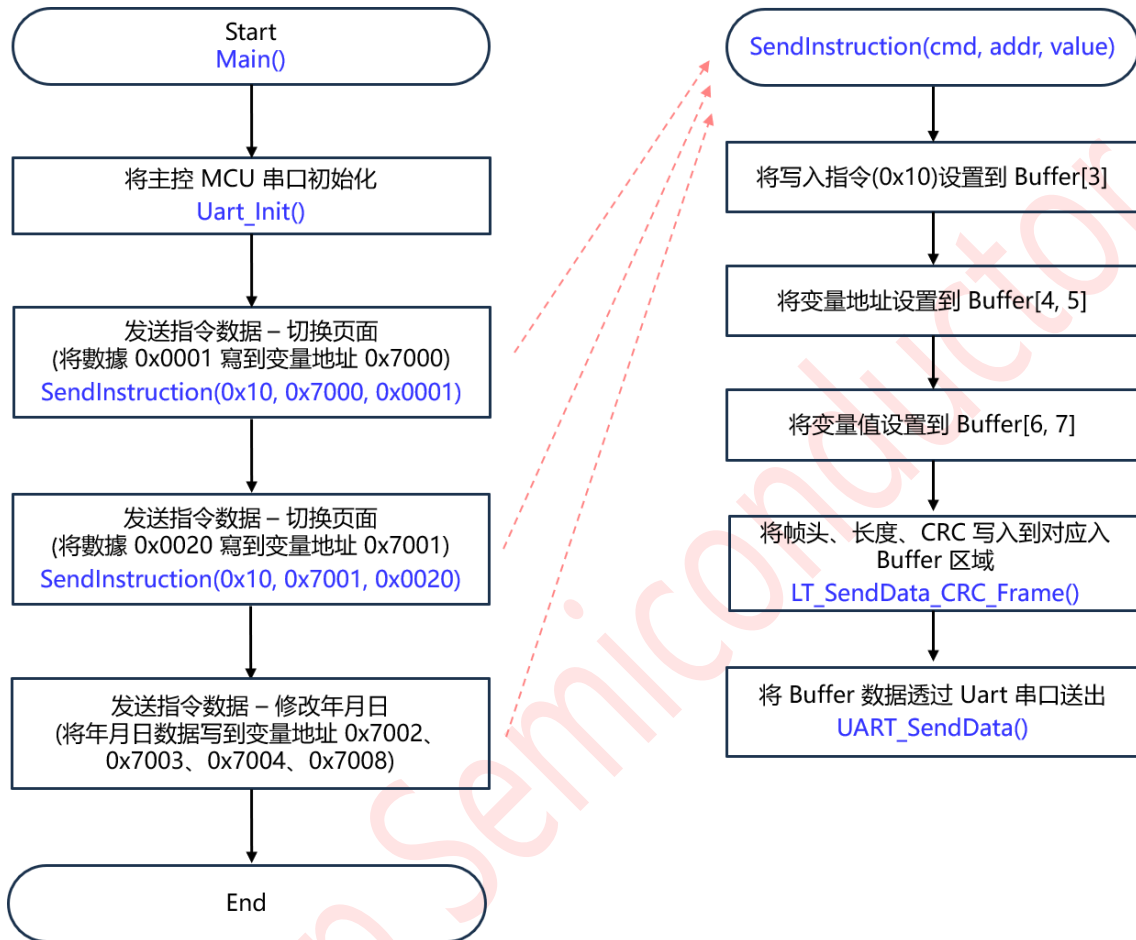 Start
Main()
将主控 MCU 串口初始化
Uart_Init()
发送指令数据 – 切换页面
(将數據 0x0001 寫到变量地址 0x7000)
SendInstruction(0x10, 0x7000, 0x0001)
发送指令数据 – 切换页面
(将數據 0x0020 寫到变量地址 0x7001)
SendInstruction(0x10, 0x7001, 0x0020)
发送指令数据 – 修改年月日
(将年月日数据写到变量地址 0x7002、
0x7003、0x7004、0x7008)
End
SendInstruction(cmd, addr, value)
将写入指令(0x10)设置到 Buffer[3]
将变量地址设置到 Buffer[4, 5]
将变量值设置到 Buffer[6, 7]
将帧头、长度、CRC 写入到对应入
Buffer 区域
LT_SendData_CRC_Frame()
将 Buffer 数据透过 Uart 串口送出
UART_SendData()
Semiconductor